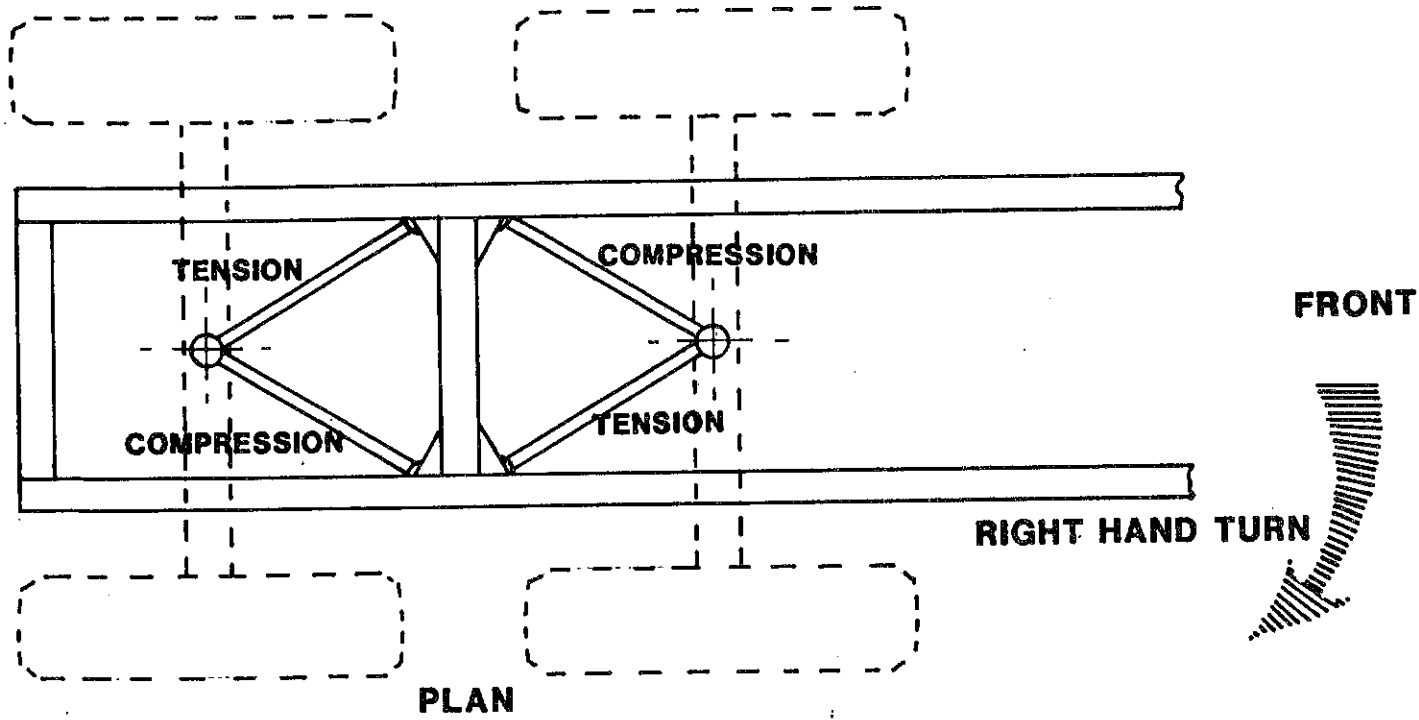 COMPRESSION
TENSION
FRONT
TENSION
COMPRESSION
RIGHT HAND TURN
PLAN